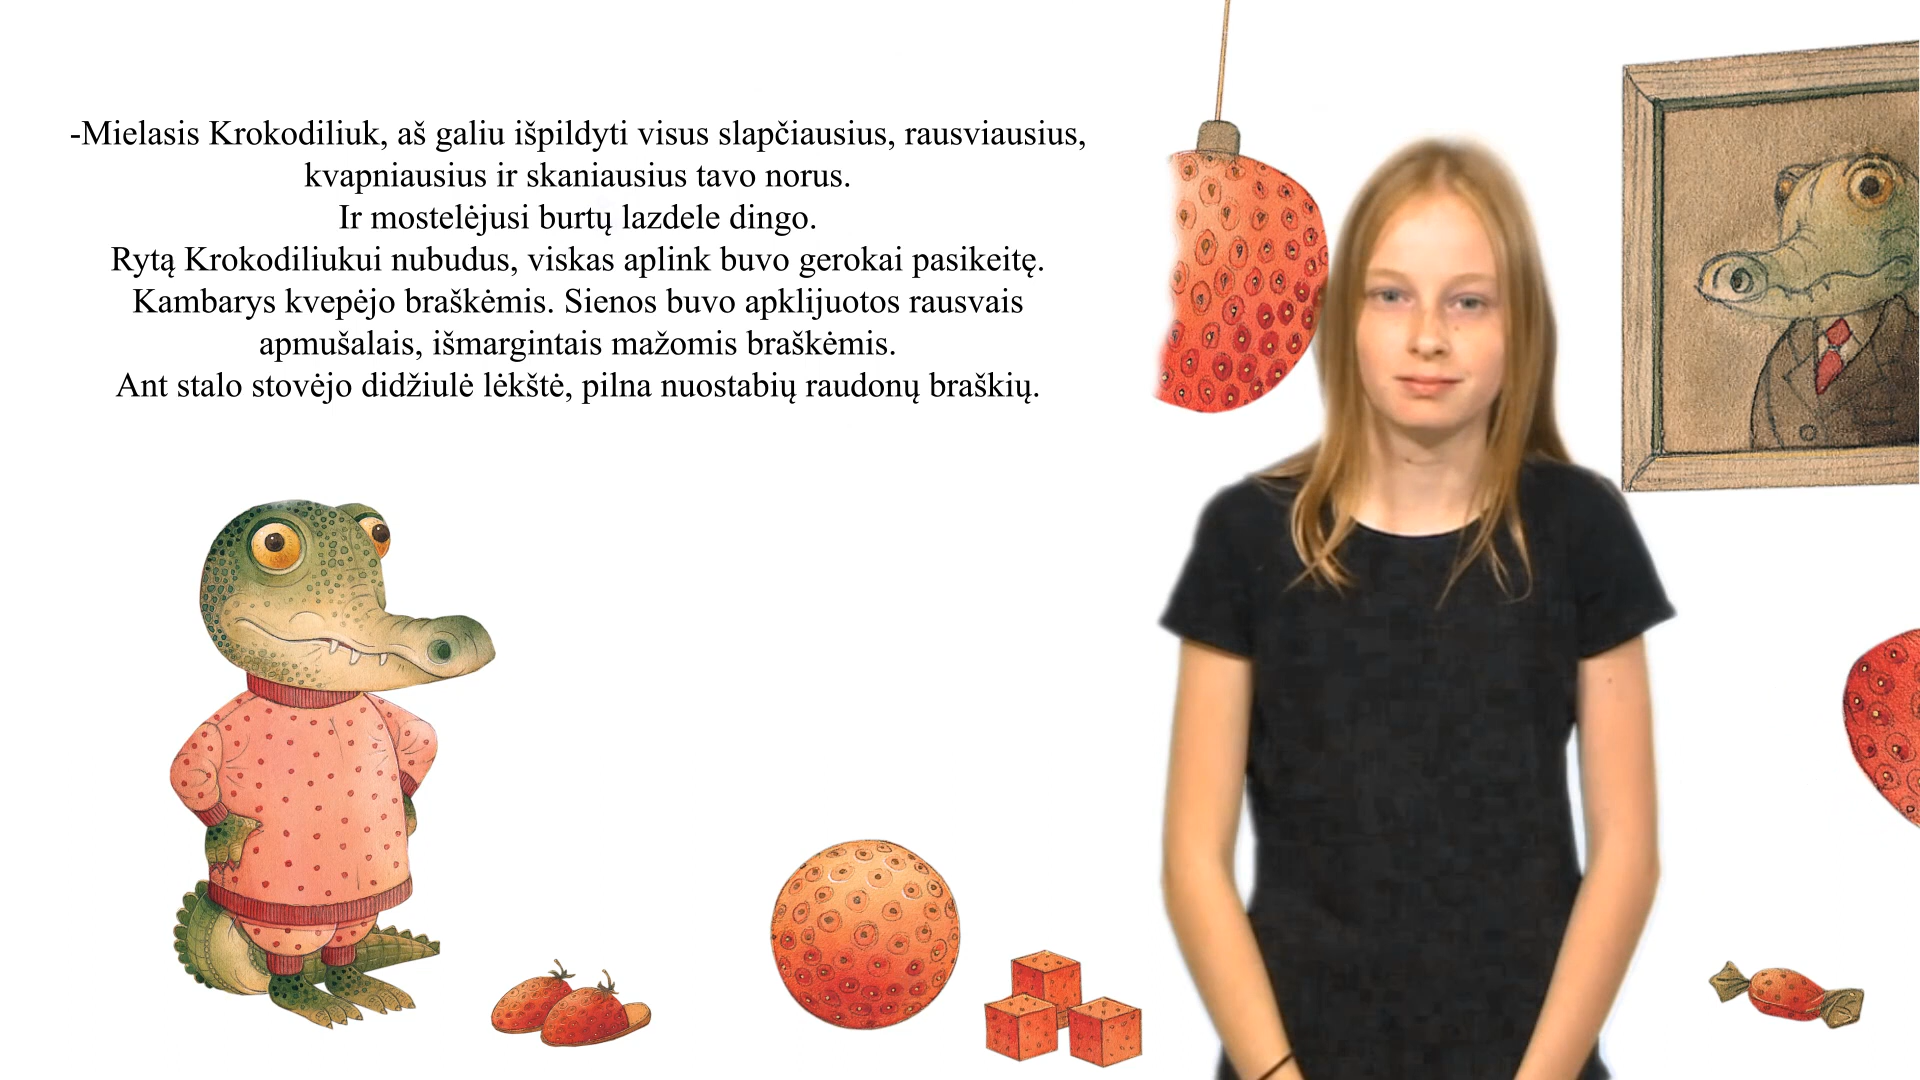 -Mielasis Krokodiliuk, aš galiu išpildyti visus slapčiausius, rausviausius,
kvapniausius ir skaniausius tavo norus.
Ir mostelėjusi burtų lazdele dingo.
Rytą Krokodiliukui nubudus, viskas aplink buvo gerokai pasikeitę.
Kambarys kvepėjo braškėmis. Sienos buvo apklijuotos rausvais
apmušalais, išmargintais mažomis braškėmis.
Ant stalo stovėjo didžiulė lėkštė, pilna nuostabių raudonų braškių.